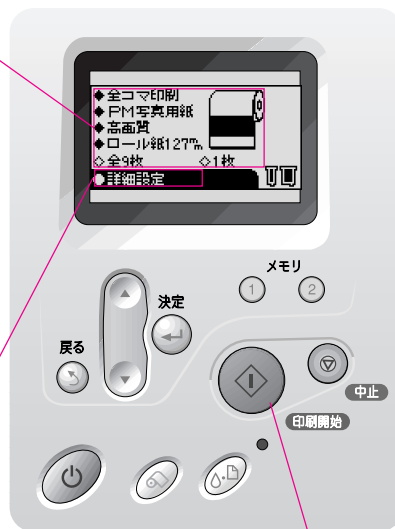 ◆全コマ印刷
◆PM写真用紙
◆高画質
◆ロール紙127㎜
◇全9枚 ◇1枚
●詳細設定
メモリ
1 2
決定
戻る
中止
印刷開始